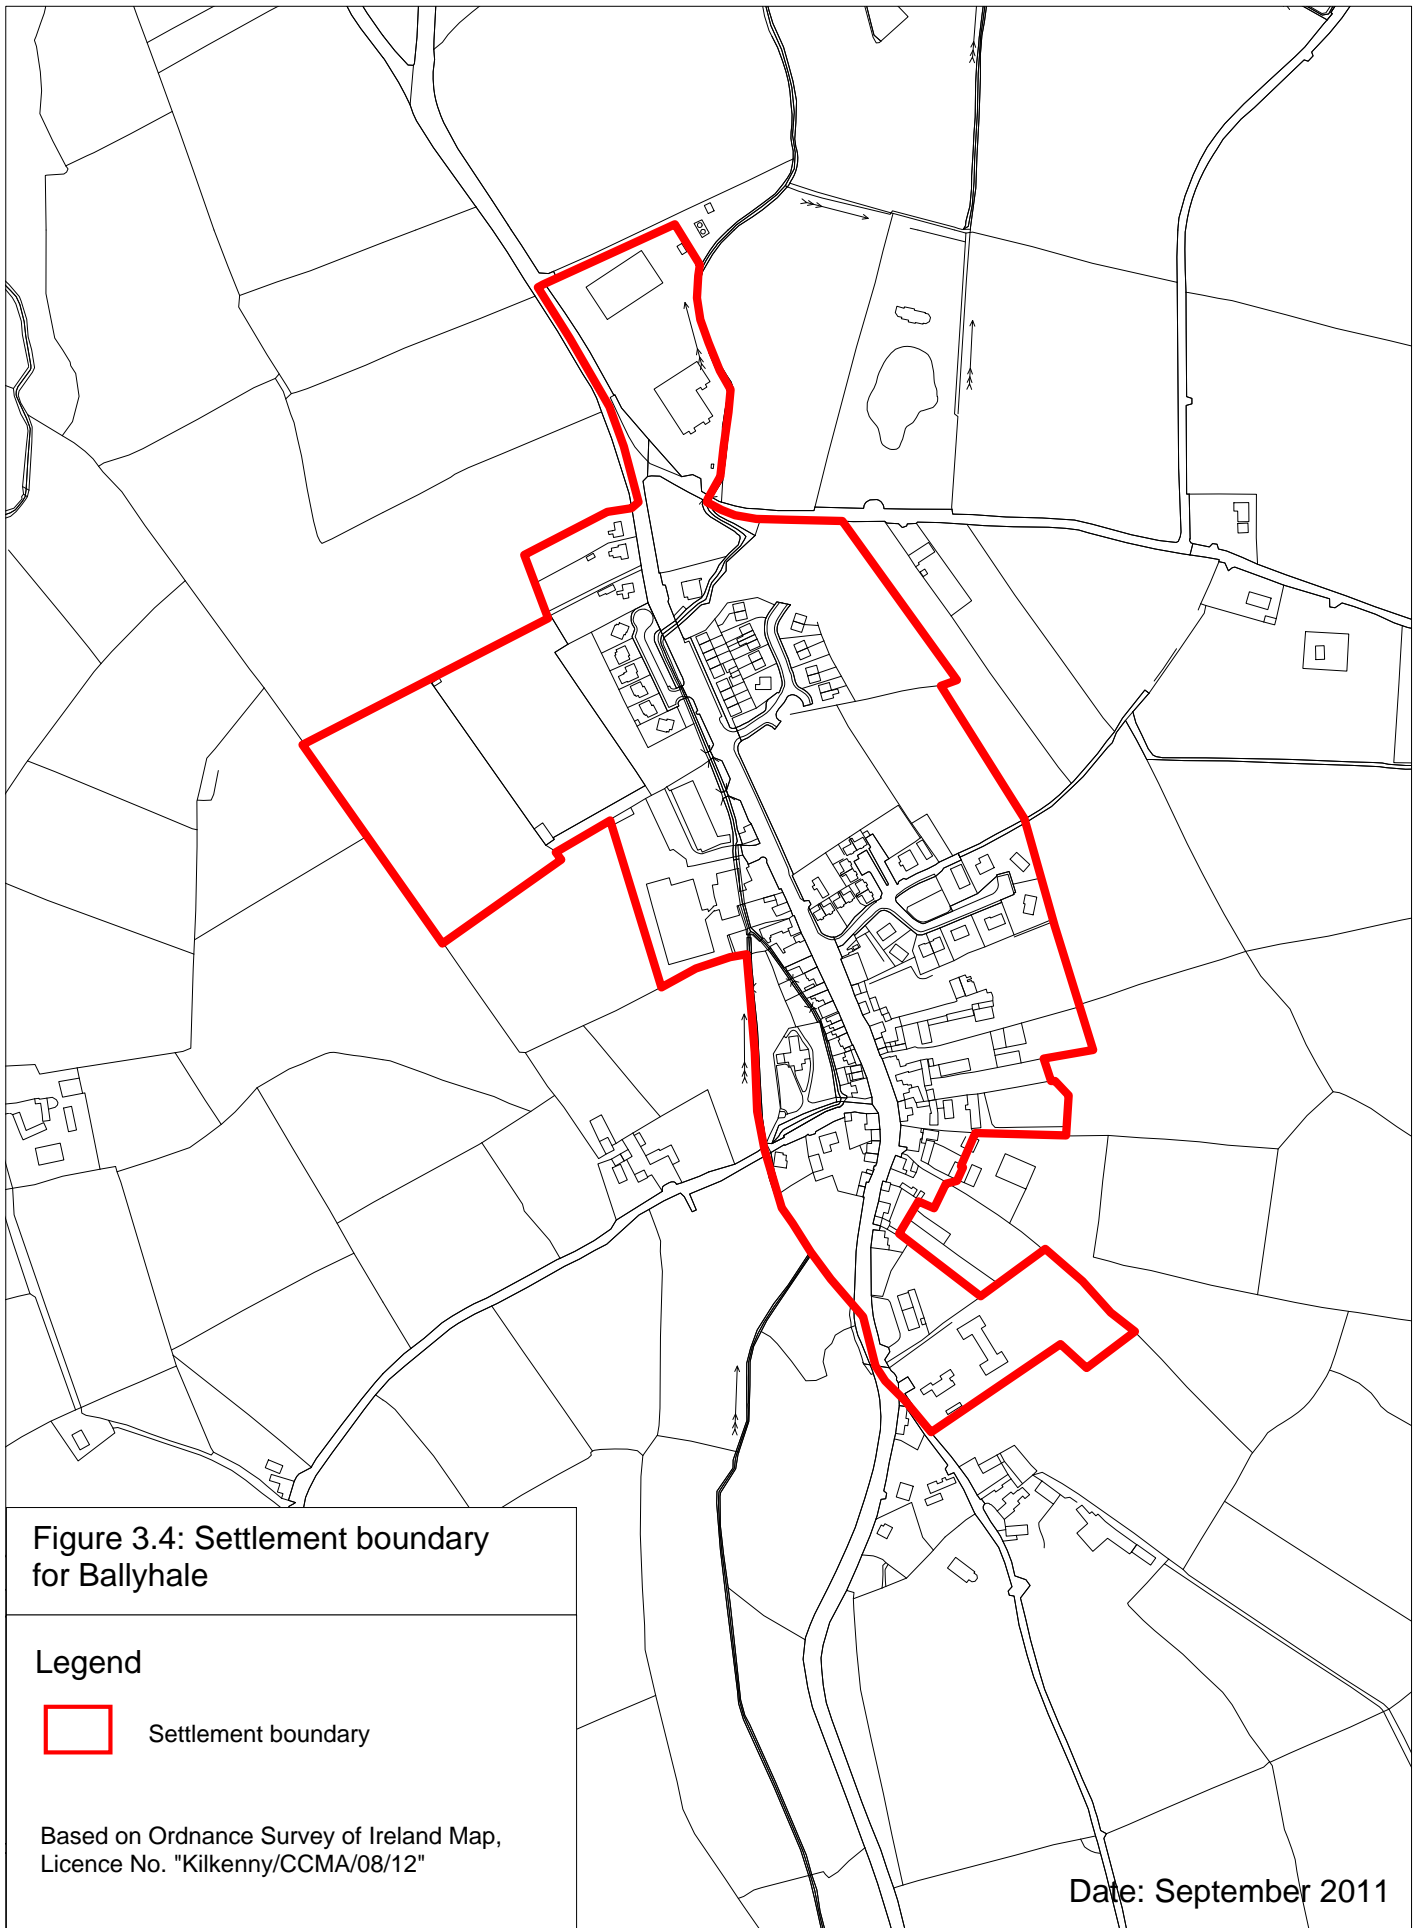 Figure 3.4: Settlement boundary
for Ballyhale
Legend
Settlement boundary
Based on Ordnance Survey of Ireland Map,
Licence No. "Kilkenny/CCMA/08/12"
Date: September 2011